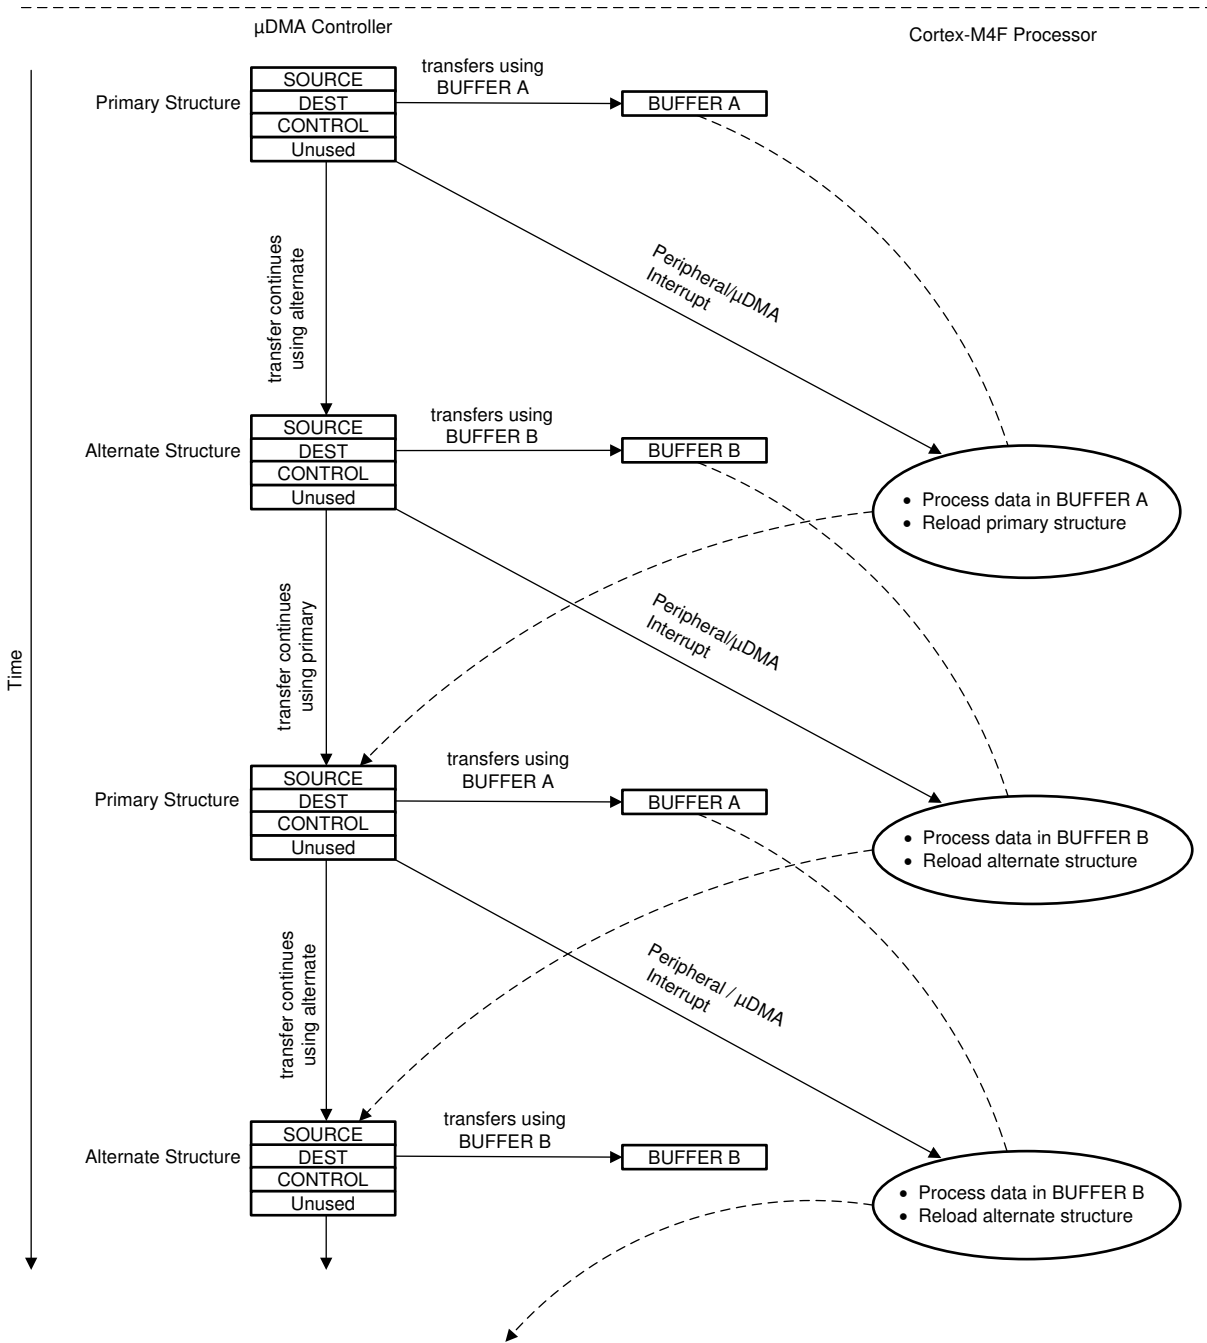 µDMA Controller
Cortex-M4F Processor
transfers using
BUFFER A
SOURCE
Primary Structure
DEST
BUFFER A
CONTROL
Unused
transfer continues
using alternate
Peripheral/µDMA
Interrupt
transfers using
BUFFER B
SOURCE
Alternate Structure
DEST
BUFFER B
CONTROL
Unused
• Process data in BUFFER A
• Reload primary structure
transfer continues
using primary
Peripheral/µDMA
Interrupt
Time
transfers using
BUFFER A
SOURCE
Primary Structure
DEST
BUFFER A
CONTROL
Unused
• Process data in BUFFER B
• Reload alternate structure
transfer continues
using alternate
Peripheral / µDMA
Interrupt
transfers using
BUFFER B
SOURCE
Alternate Structure
DEST
BUFFER B
CONTROL
Unused
• Process data in BUFFER B
• Reload alternate structure